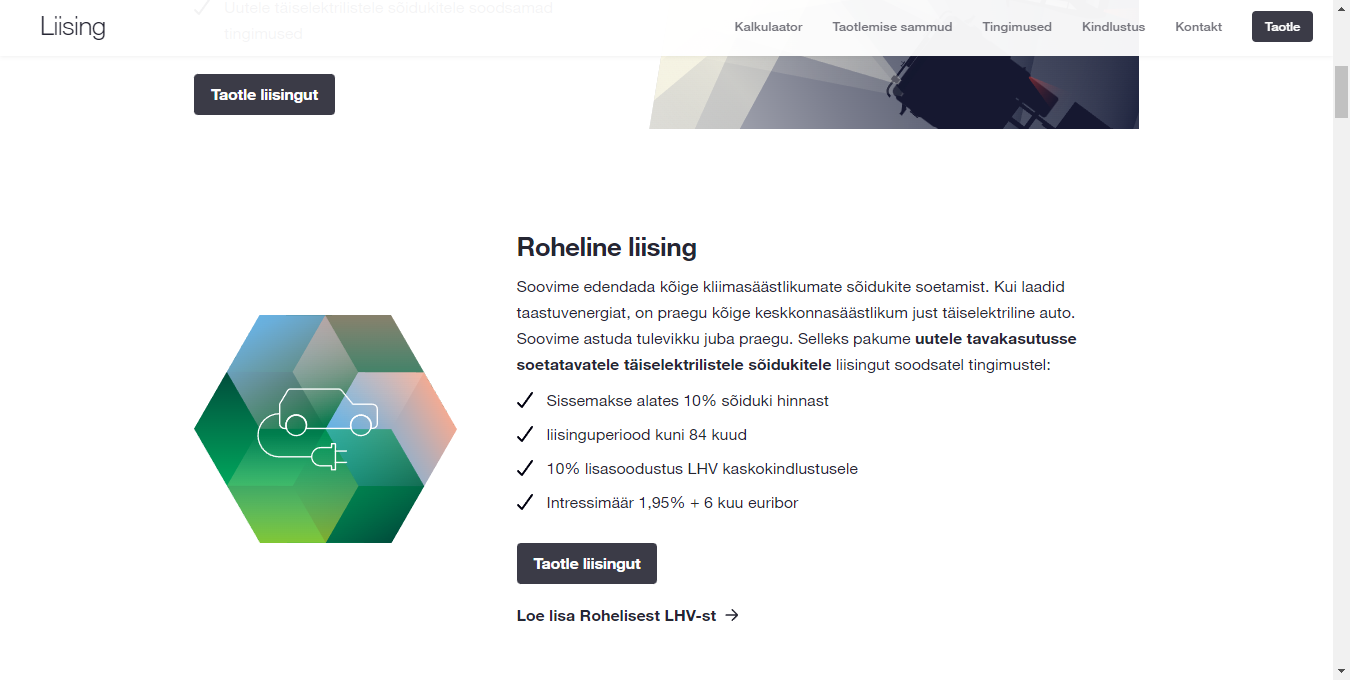 Uutele täiselektrilistele sõidukitele soodsamad
tingimused
Liising
Kalkulaator
Taotlemise sammud
Tingimused
Kindlustus
Kontakt
Taotle
Taotle liisingut
Roheline liising
Soovime edendada kõige kliimasäästlikumate sõidukite soetamist. Kui laadid
taastuvenergiat, on praegu kõige keskkonnasäästlikum just täiselektriline auto.
Soovime astuda tulevikku juba praegu. Selleks pakume uutele tavakasutusse
soetatavatele täiselektrilistele sõidukitele liisingut soodsatel tingimustel:
Sissemakse alates 10% sõiduki hinnast
liisinguperiood kuni 84 kuud
10% lisasoodustus LHV kaskokindlustusele
Intressimäär 1,95% + 6 kuu euribor
Taotle liisingut
Loe lisa Rohelisest LHV-st